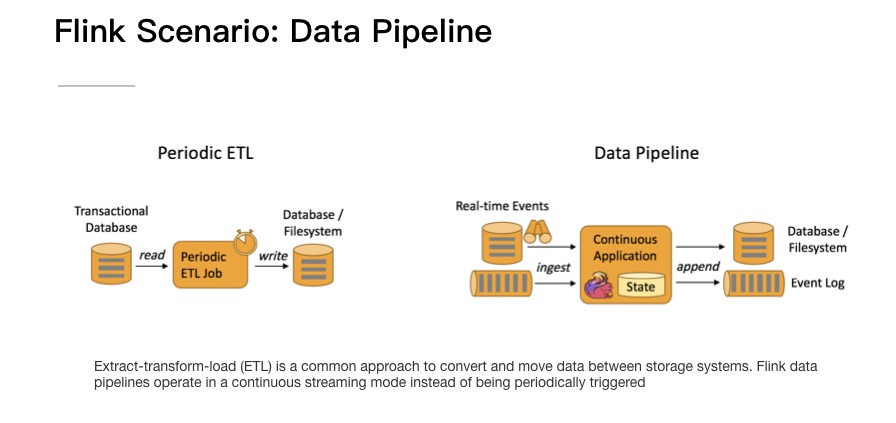 Flink Scenario: Data Pipeline
Periodic ETL
Transactional
Database
read
Periodic
ETL Job
write
Database /
Filesystem
Data Pipeline
Real-time Events
ingest
Continuous
Application
State
append
Database /
Filesystem
Event Log
Extract-transform-load (ETL) is a common approach to convert and move data between storage systems. Flink data
pipelines operate in a continuous streaming mode instead of being periodically triggered